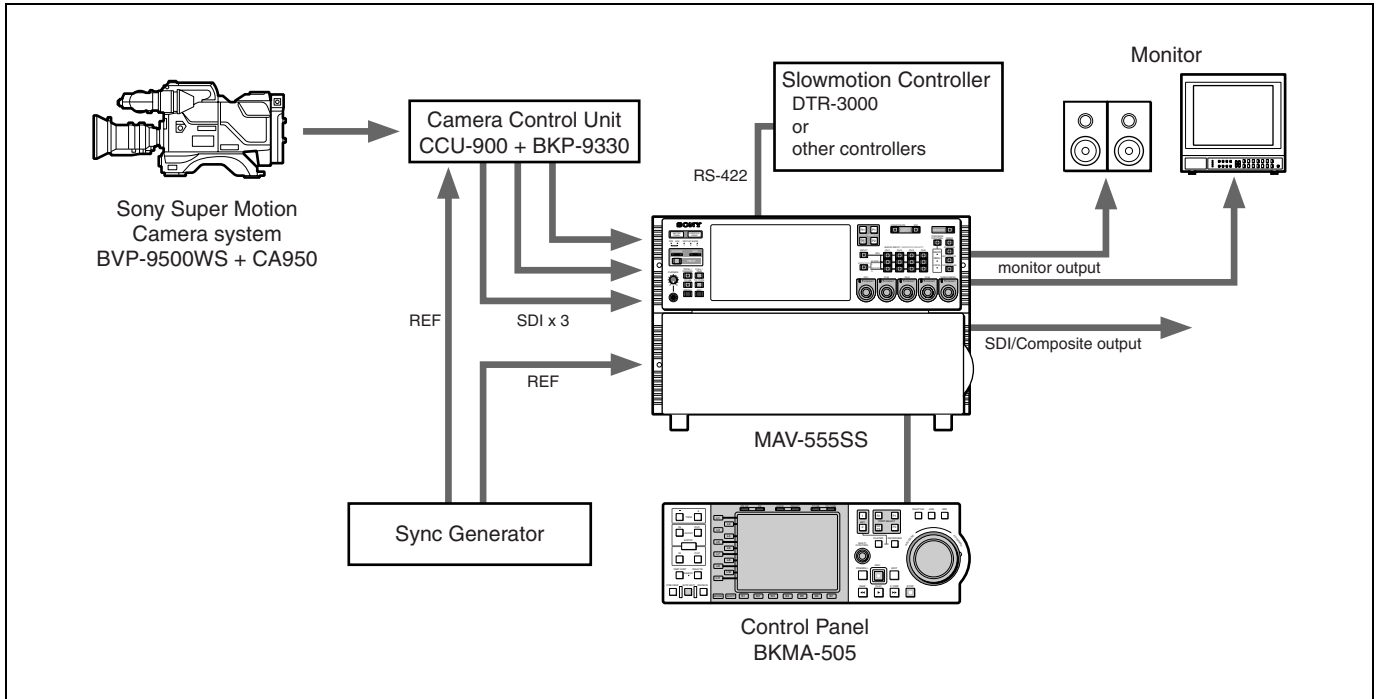 Monitor
Slowmotion Controller
DTR-3000
or
other controllers
Camera Control Unit
CCU-900 + BKP-9330
RS-422
Sony Super Motion
Camera system
BVP-9500WS + CA950
SONY
monitor output
REF
SDI x 3
SDI/Composite output
REF
MAV-555SS
Sync Generator
Control Panel
BKMA-505